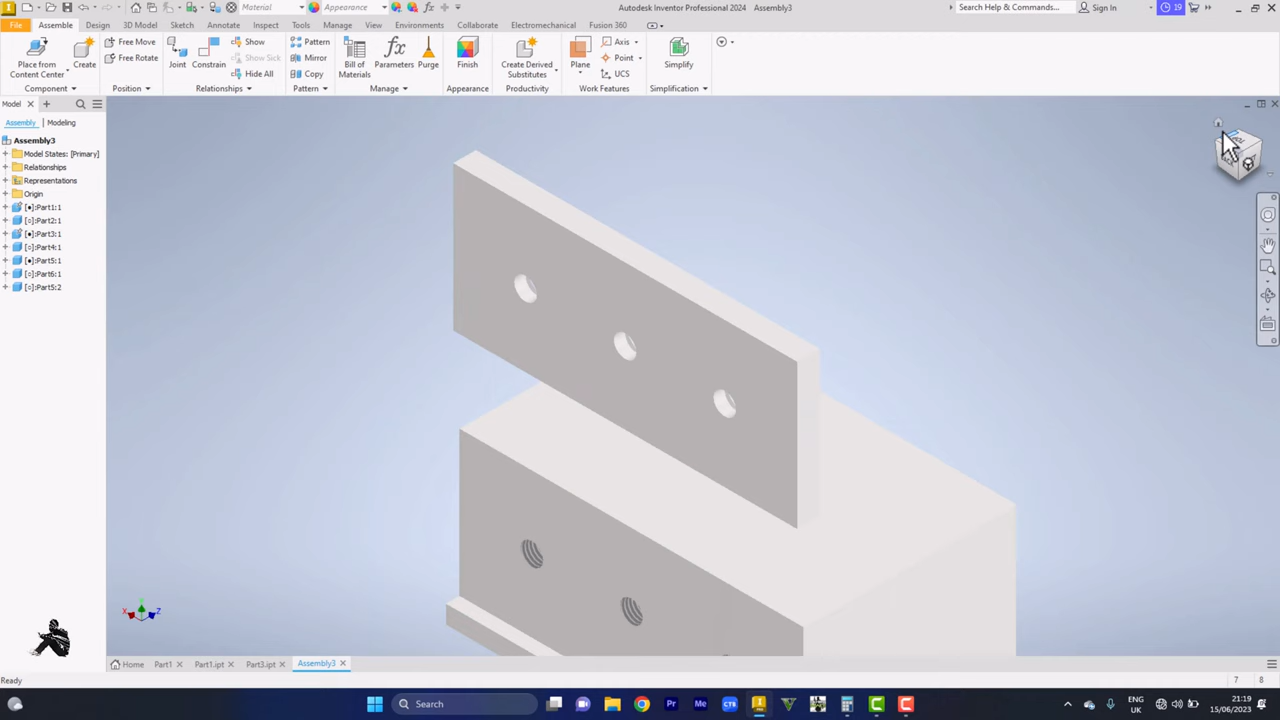 Autodesk Inventor Professional 2024 Assembly3
Material
Appearance
Search Help & Commands...
Sign In
19
File
Assemble
Design
3D Model
Sketch
Annotate
Inspect
Tools
Manage
View
Environments
Collaborate
Electromechanical
Fusion 360
Place from
Content Center
Create
Free Move
Free Rotate
Joint
Constrain
Show
Show Sick
Hide All
Pattern
Mirror
Copy
Bill of
Materials
Parameters
Purge
Finish
Create Derived
Substitutes
Plane
Axis
Point
UCS
Simplify
Component
Position
Relationships
Pattern
Manage
Appearance
Productivity
Work Features
Simplification
Model
Assembly
Modeling
Assembly3
Model States: [Primary]
Relationships
Representations
Origin
[●]:Part1:1
[○]:Part2:1
[●]:Part3:1
[○]:Part4:1
[●]:Part5:1
[○]:Part6:1
[○]:Part5:2
X
Z
Home
Part1
Part1.ipt
Part3.ipt
Assembly3
Ready
7
8
Search
ENG
UK
21:19
15/06/2023